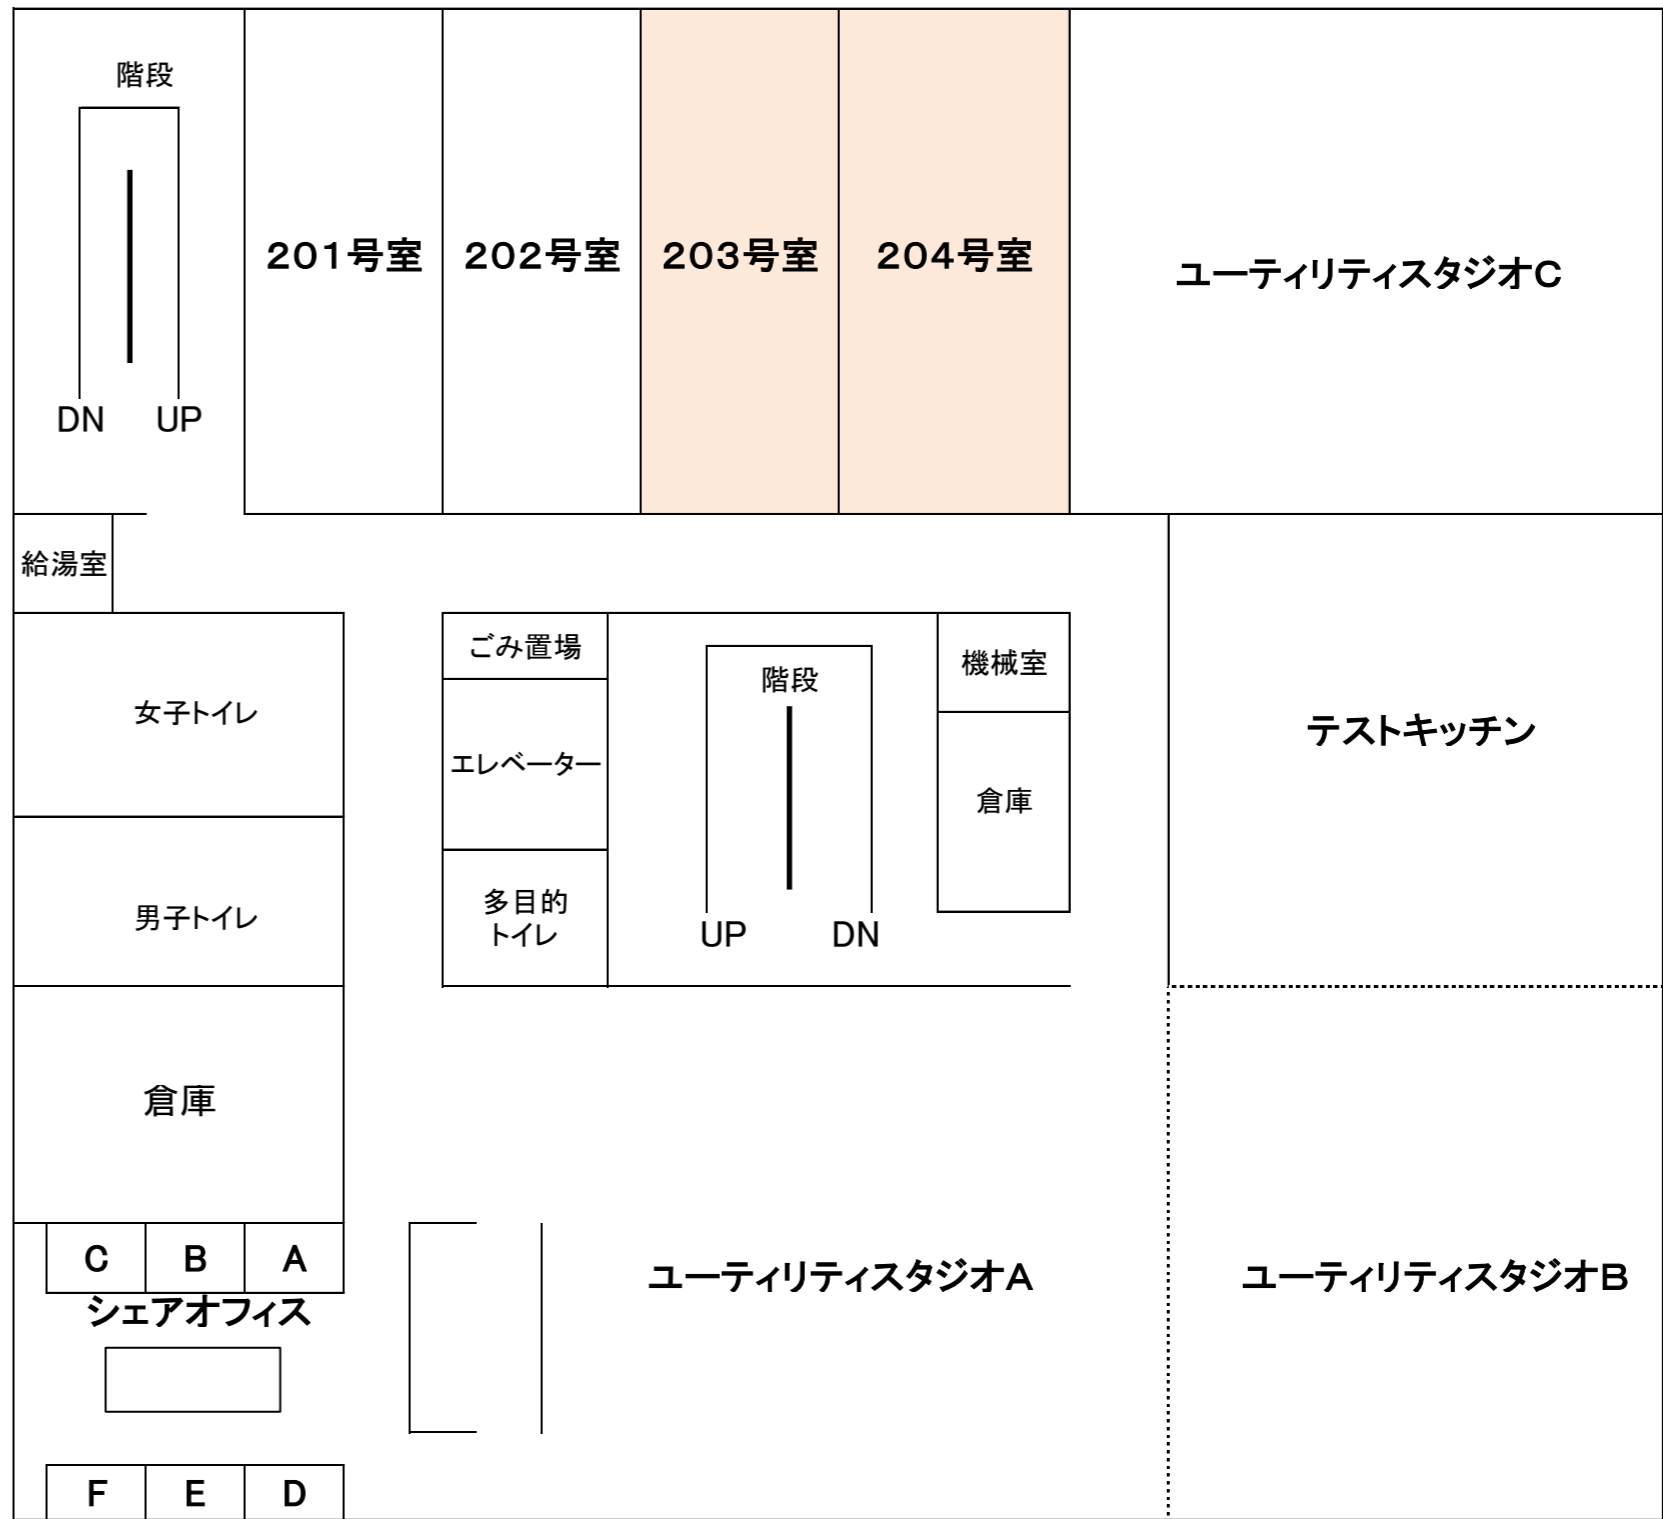 階段
DN UP
201号室
202号室
203号室
204号室
ユーティリティスタジオC
給湯室
女子トイレ
男子トイレ
倉庫
ごみ置場
エレベーター
多目的
トイレ
階段
UP DN
機械室
倉庫
テストキッチン
C B A
シェアオフィス
F E D
ユーティリティスタジオA
ユーティリティスタジオB